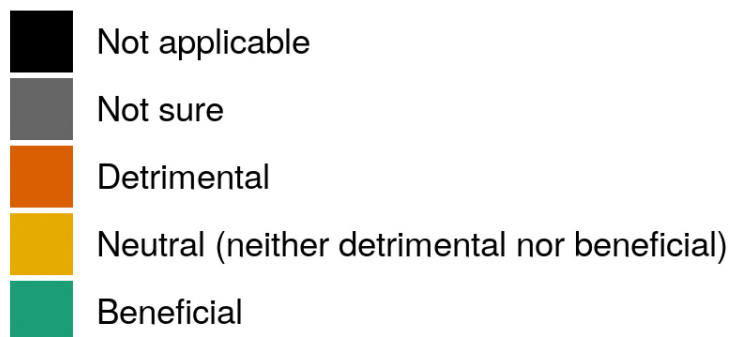 Not applicable
Not sure
Detrimental
Neutral (neither detrimental nor beneficial)
Beneficial